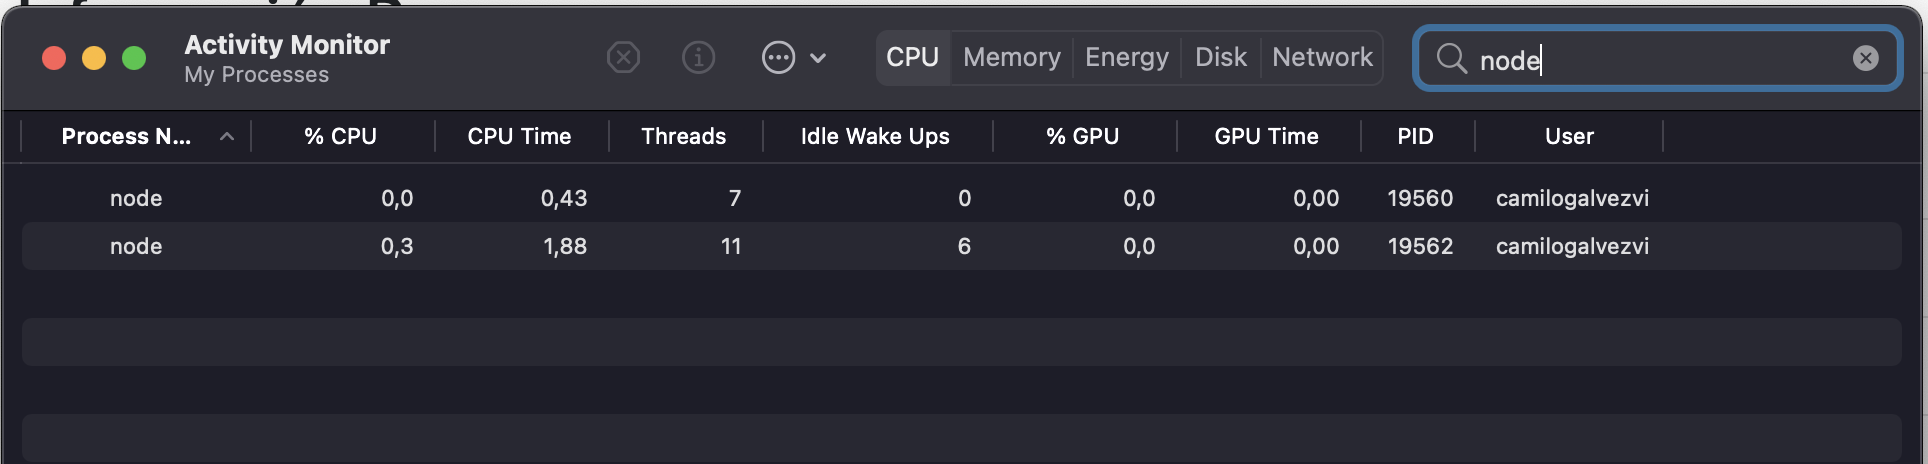 Activity Monitor
My Processes
CPU Memory Energy Disk Network
node
Process N... % CPU CPU Time Threads Idle Wake Ups % GPU GPU Time PID User
node 0,0 0,43 7 0 0,0 0,00 19560 camilogalvezvi
node 0,3 1,88 11 6 0,0 0,00 19562 camilogalvezvi